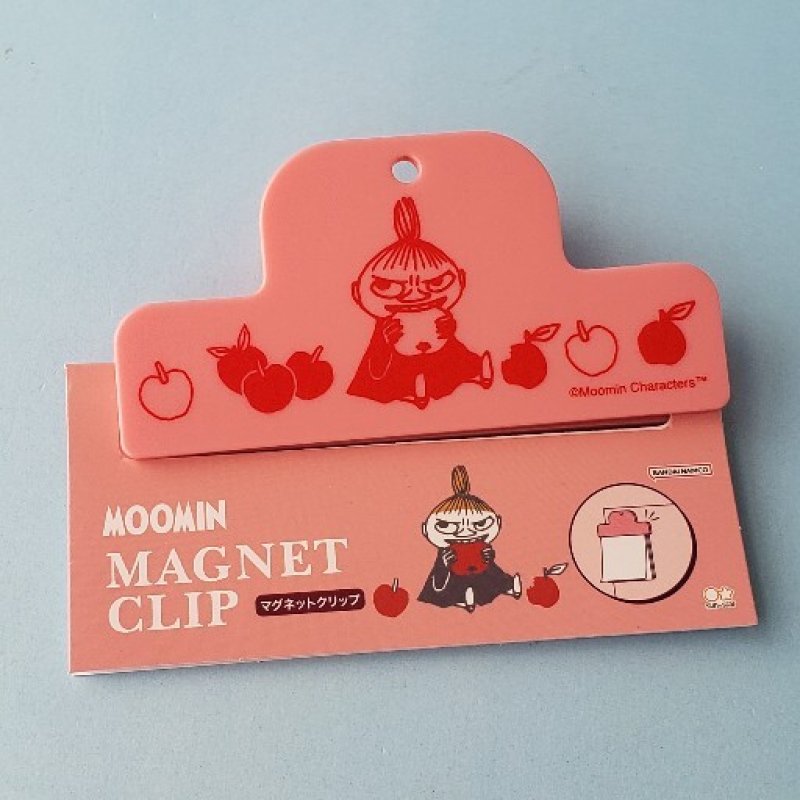 ©Moomin Characters™
BANDAI NAMCO
MOOMIN
MAGNET
CLIP
マグネットクリップ